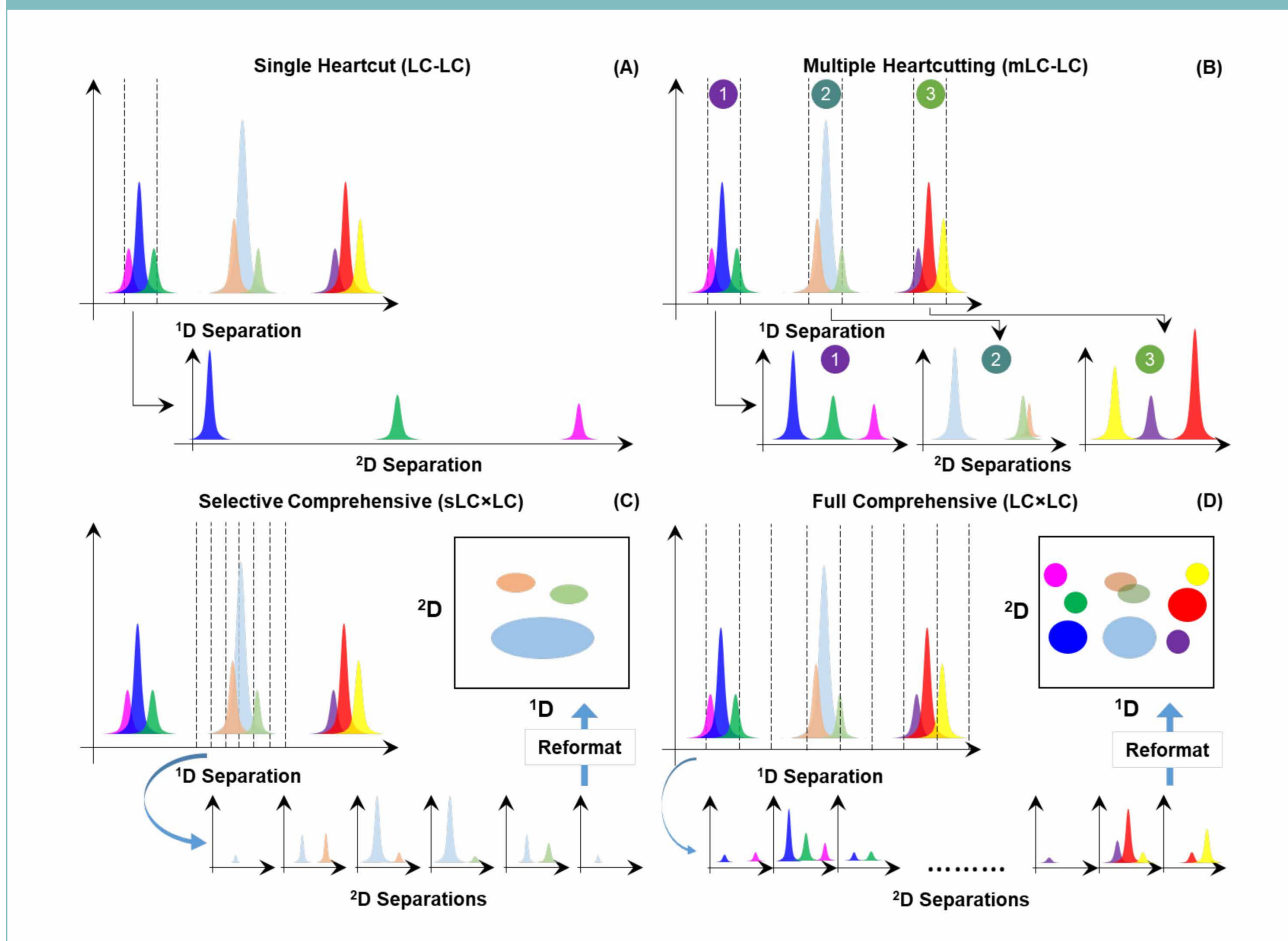 Single Heartcut (LC-LC)
(A)
¹D Separation
²D Separation
Multiple Heartcutting (mLC-LC)
(B)
1
2
3
¹D Separation
1
2
3
²D Separations
Selective Comprehensive (sLC×LC)
(C)
²D
¹D
Reformat
¹D Separation
²D Separations
Full Comprehensive (LC×LC)
(D)
²D
¹D
Reformat
¹D Separation
.........
²D Separations